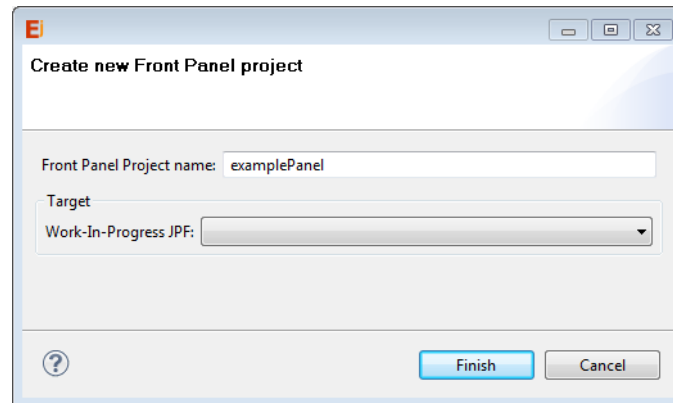 EJ
Create new Front Panel project
Front Panel Project name: examplePanel
Target
Work-In-Progress JPF:
?
Finish Cancel